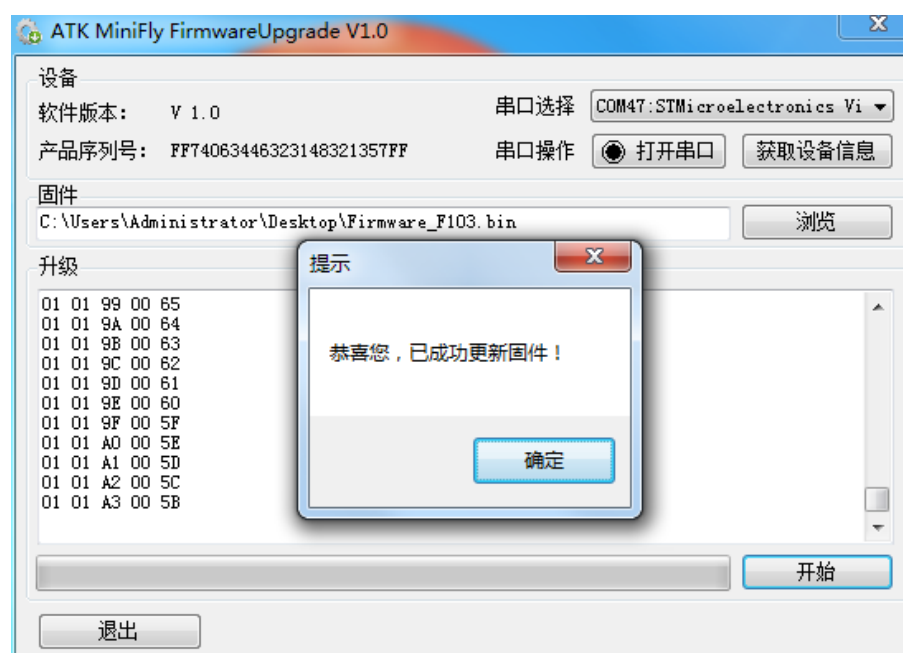 ATK MiniFly FirmwareUpgrade V1.0
设备
软件版本： V 1.0
串口选择 COM47:STMicroelectronics Vi
产品序列号： FF74063446323148321357FF
串口操作 打开串口 获取设备信息
固件
C:\Users\Administrator\Desktop\Firmware_F103.bin
浏览
升级
01 01 99 00 65
01 01 9A 00 64
01 01 9B 00 63
01 01 9C 00 62
01 01 9D 00 61
01 01 9E 00 60
01 01 9F 00 5F
01 01 A0 00 5E
01 01 A1 00 5D
01 01 A2 00 5C
01 01 A3 00 5B
提示
恭喜您，已成功更新固件！
确定
开始
退出